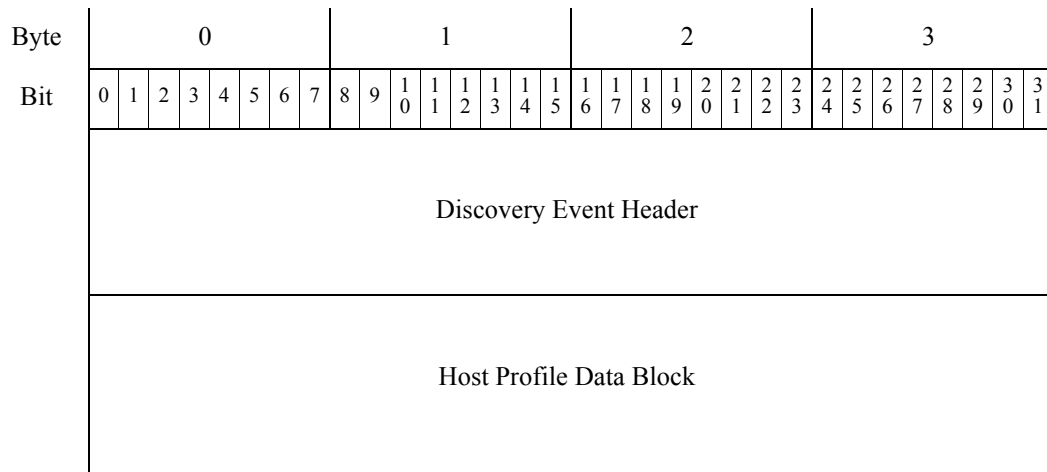 Byte 0 1 2 3
Bit 0 1 2 3 4 5 6 7 8 9 10 11 12 13 14 15 16 17 18 19 20 21 22 23 24 25 26 27 28 29 30 31
Discovery Event Header
Host Profile Data Block